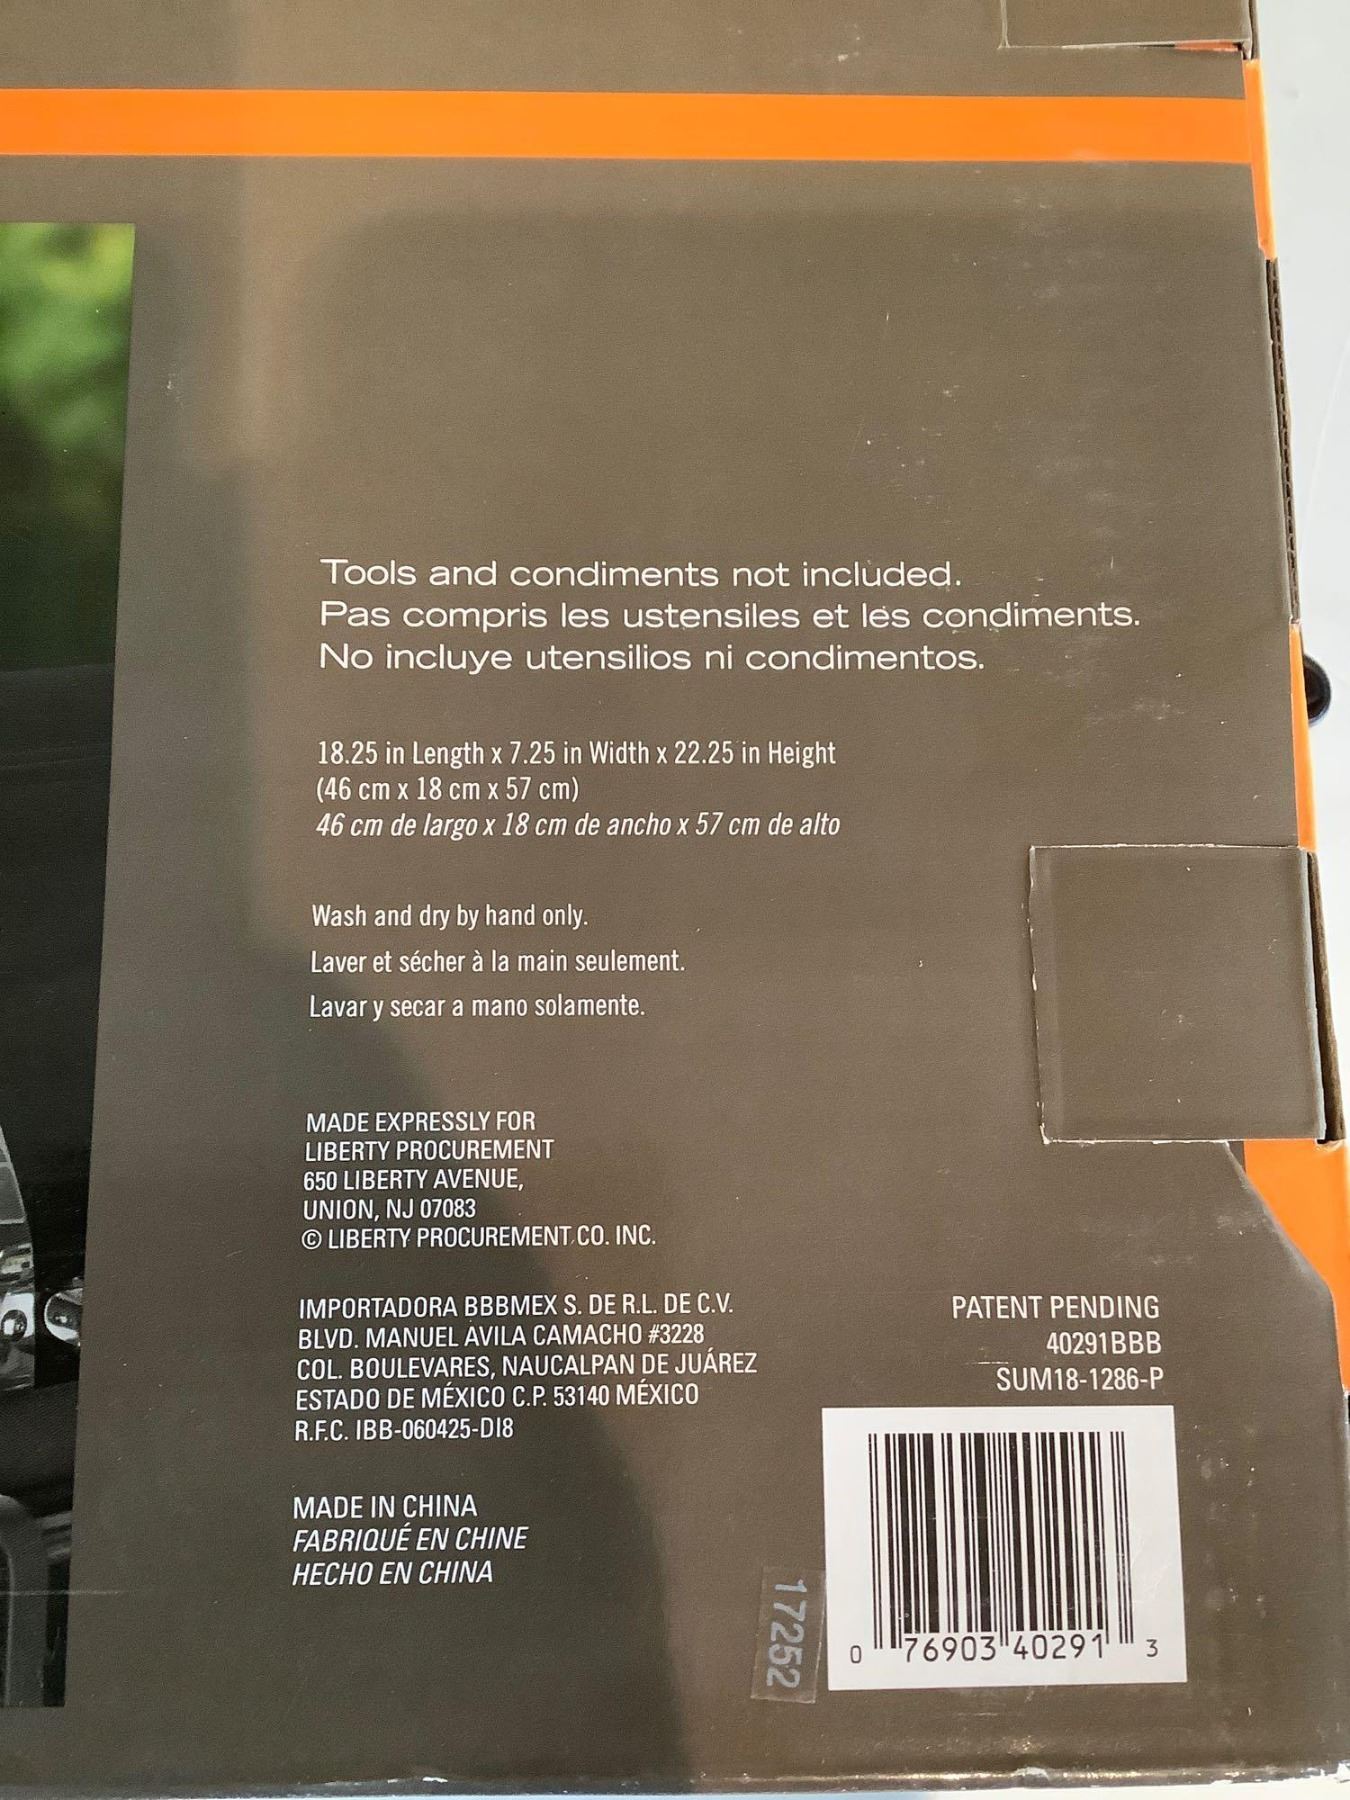 Tools and condiments not included.
Pas compris les ustensiles et les condiments.
No incluye utensilios ni condimentos.
18.25 in Length x 7.25 in Width x 22.25 in Height
(46 cm x 18 cm x 57 cm)
46 cm de largo x 18 cm de ancho x 57 cm de alto
Wash and dry by hand only.
Laver et sécher à la main seulement.
Lavar y secar a mano solamente.
MADE EXPRESSLY FOR
LIBERTY PROCUREMENT
650 LIBERTY AVENUE,
UNION, NJ 07083
© LIBERTY PROCUREMENT CO. INC.
IMPORTADORA BBBMEX S. DE R.L. DE C.V.
BLVD. MANUEL AVILA CAMACHO #3228
COL. BOULEVARES, NAUCALPAN DE JUÁREZ
ESTADO DE MÉXICO C.P. 53140 MÉXICO
R.F.C. IBB-060425-DI8
MADE IN CHINA
FABRIQUÉ EN CHINE
HECHO EN CHINA
PATENT PENDING
40291BBB
SUM18-1286-P
17252
0 76903 40291 3